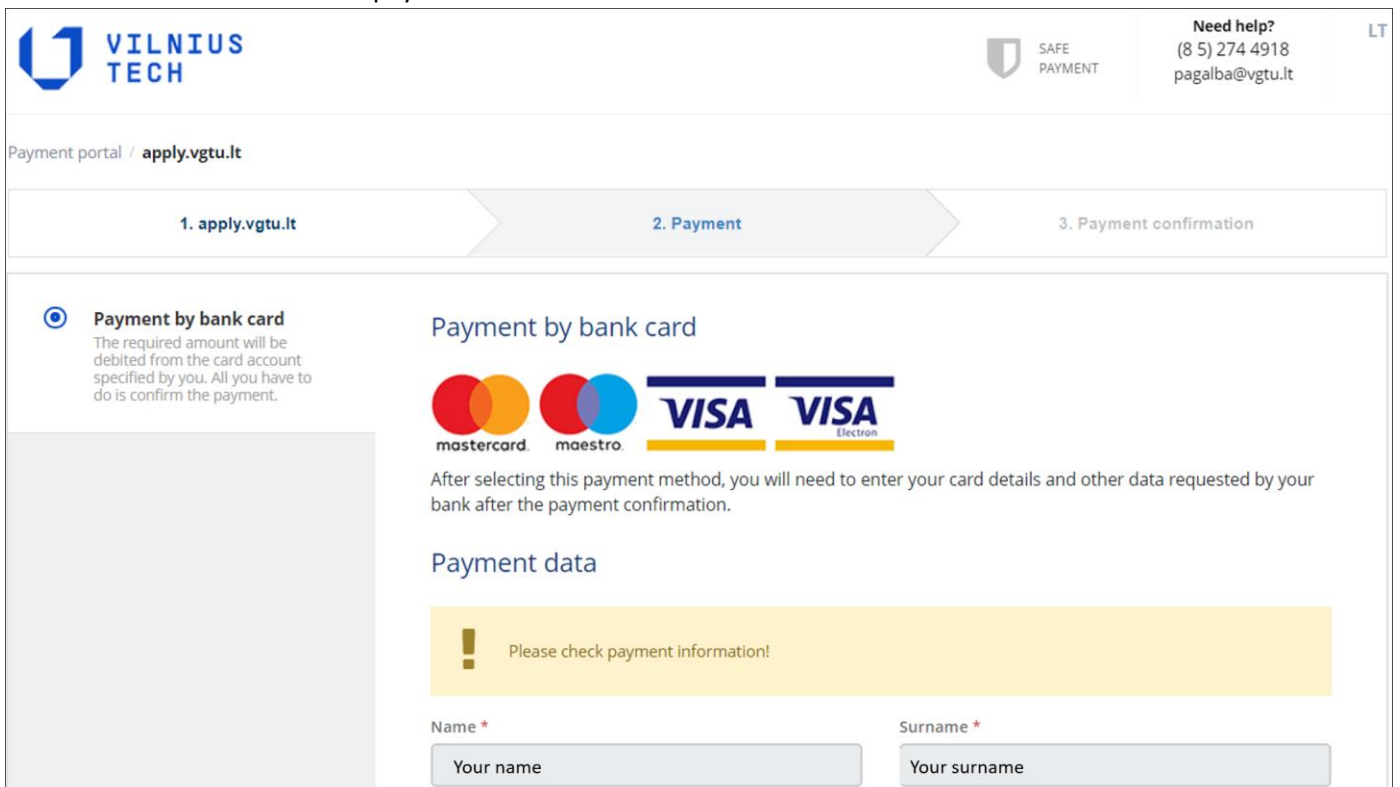 VILNIUS
TECH
SAFE
PAYMENT
Need help?
(8 5) 274 4918
pagalba@vgtu.lt
LT
Payment portal / apply.vgtu.lt
1. apply.vgtu.lt
2. Payment
3. Payment confirmation
Payment by bank card
The required amount will be
debited from the card account
specified by you. All you have to
do is confirm the payment.
Payment by bank card
mastercard.
maestro.
VISA
VISA
Electron
After selecting this payment method, you will need to enter your card details and other data requested by your
bank after the payment confirmation.
Payment data
Please check payment information!
Name *
Surname *
Your name
Your surname